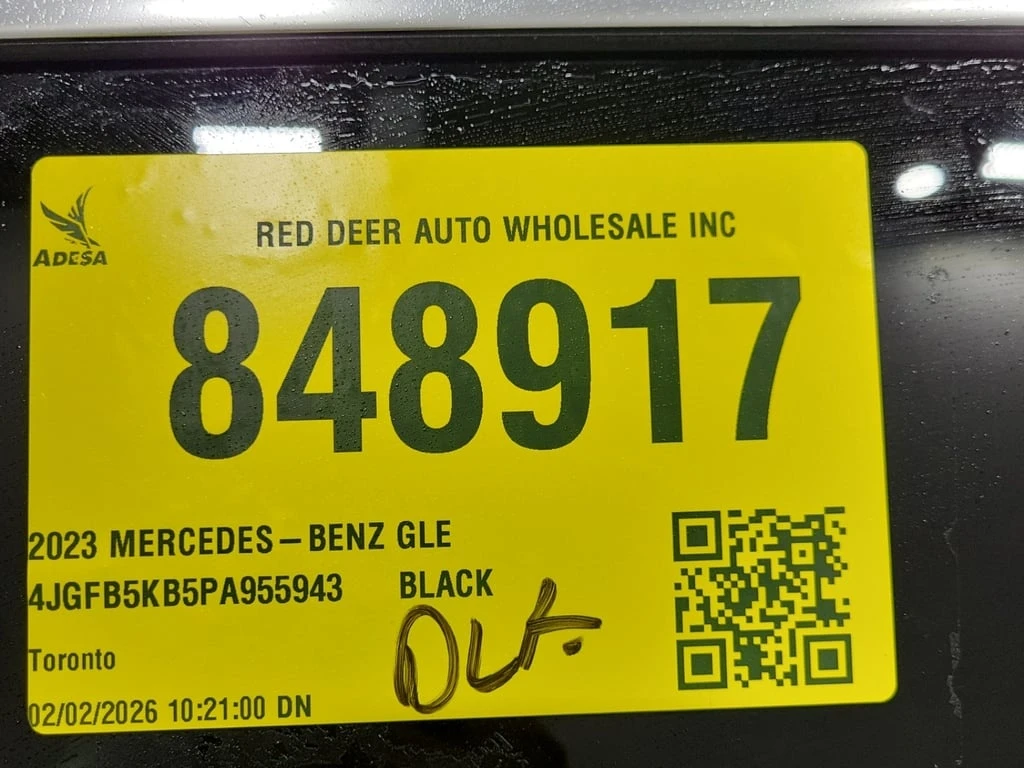 ADESA
RED DEER AUTO WHOLESALE INC
848917
2023 MERCEDES-BENZ GLE
4JGFB5KB5PA955943 BLACK
Toronto
02/02/2026 10:21:00 DN